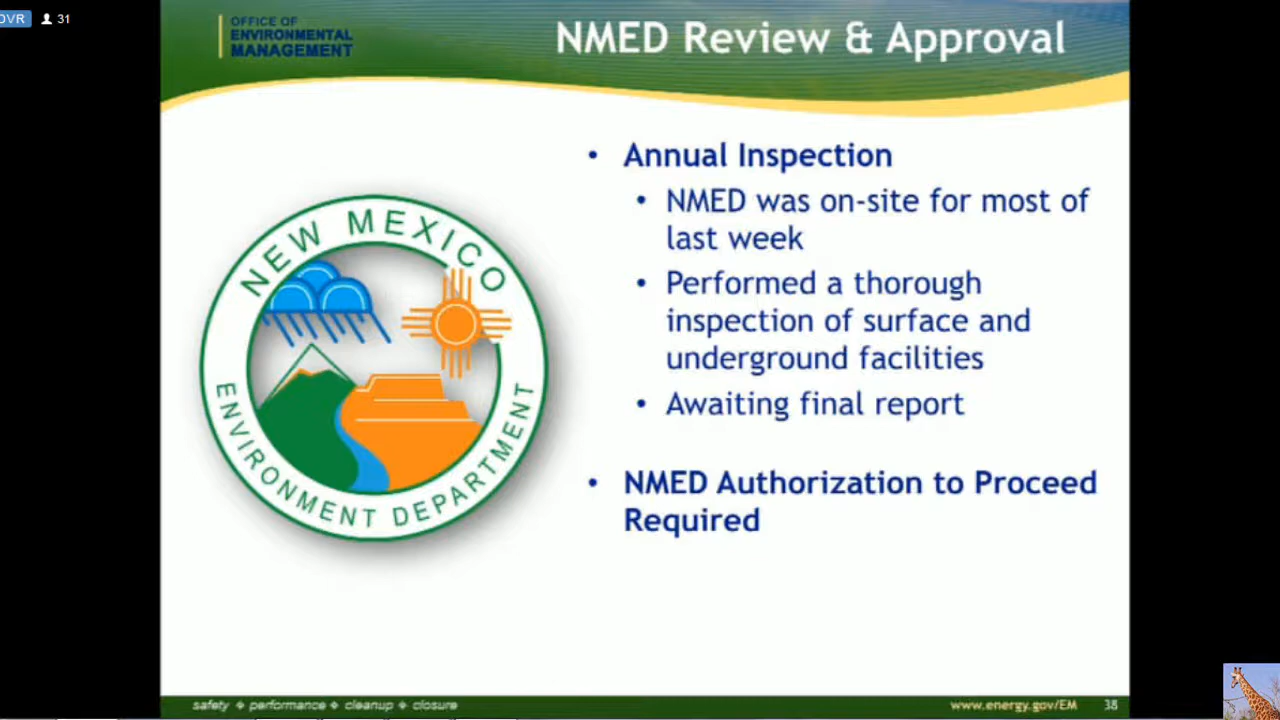 DVR 31
OFFICE OF
ENVIRONMENTAL
MANAGEMENT
NMED Review & Approval
• Annual Inspection
• NMED was on-site for most of
last week
• Performed a thorough
inspection of surface and
underground facilities
• Awaiting final report
• NMED Authorization to Proceed
Required
NEW MEXICO
ENVIRONMENT DEPARTMENT
safety ❖ performance ❖ cleanup ❖ closure
www.energy.gov/EM 38